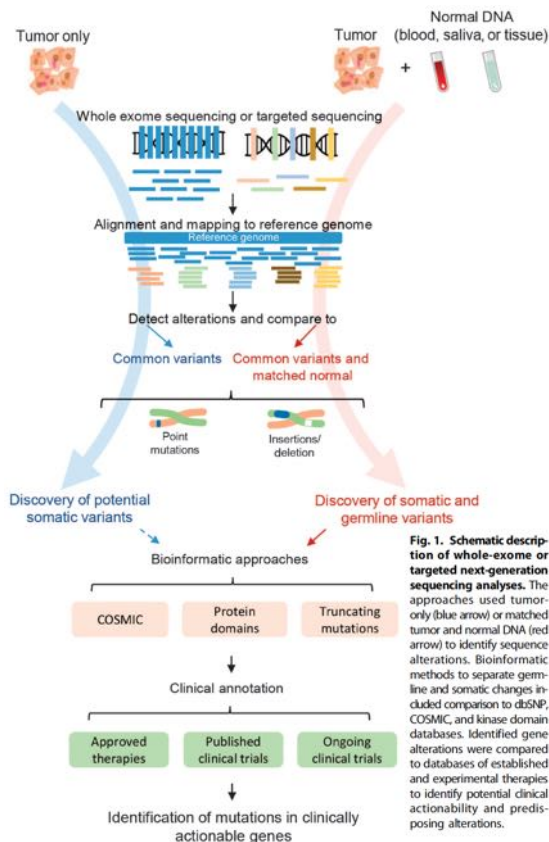 Tumor only
Tumor
Normal DNA
(blood, saliva, or tissue)
+
Whole exome sequencing or targeted sequencing
Alignment and mapping to reference genome
Reference genome
Detect alterations and compare to
Common variants
Common variants and
matched normal
Point
mutations
Insertions/
deletion
Discovery of potential
somatic variants
Discovery of somatic and
germline variants
Bioinformatic approaches
COSMIC
Protein
domains
Truncating
mutations
Clinical annotation
Approved
therapies
Published
clinical trials
Ongoing
clinical trials
Identification of mutations in clinically
actionable genes
Fig. 1. Schematic descrip-
tion of whole-exome or
targeted next-generation
sequencing analyses. The
approaches used tumor-
only (blue arrow) or matched
tumor and normal DNA (red
arrow) to identify sequence
alterations. Bioinformatic
methods to separate germ-
line and somatic changes in-
cluded comparison to dbSNP,
COSMIC, and kinase domain
databases. Identified gene
alterations were compared
to databases of established
and experimental therapies
to identify potential clinical
actionability and predis-
posing alterations.